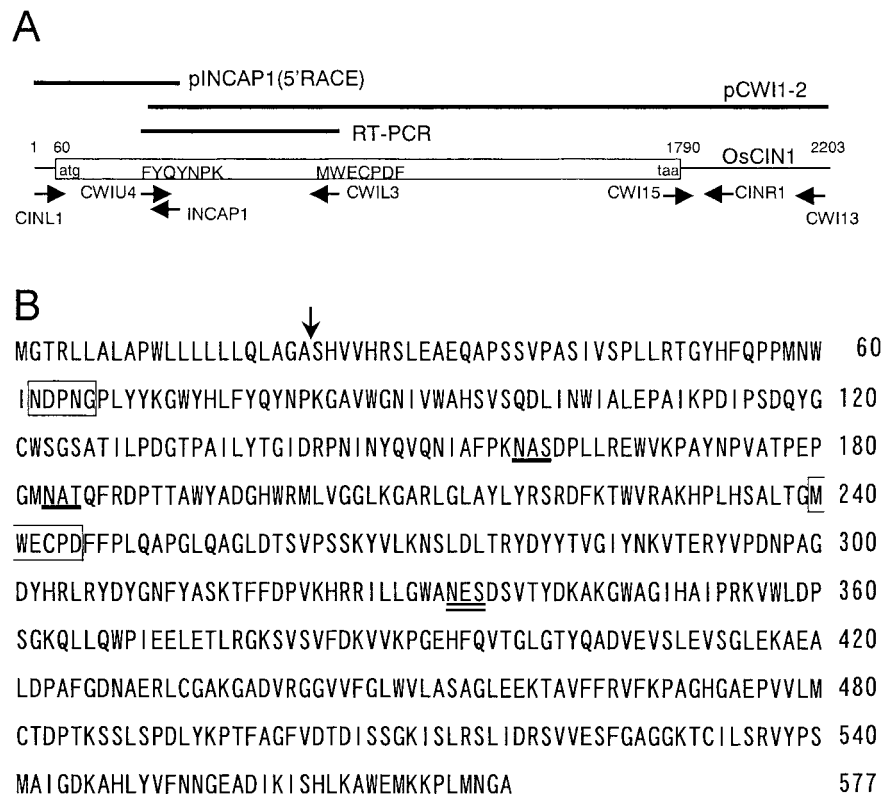 A
pINCAP1(5'RACE)
pCWI1-2
RT-PCR
1 60 1790 2203
OsCIN1
atg FYQYNPK MWECPDF taa
CWIU4 CWIL3 CWI15 CINR1
CINL1 INCAP1 CWI13
B
MGTRLLALAPWLLLLLLQLAGASHVVHRSLEAEQAPSSVPASIVSPLLRTGYHFQPPMNW 60
INDPNGPLYYKGWYHLFYQYNPKGAVWGNIVWAHSVSQDLINWIALEPAIKPDIPSDQYG 120
CWSGSATILPDGTPAILYTGIDRPNINYQVQNIAFPKNASDPLLREWVKPAYNPVATPEP 180
GMNATQFRDPTTAWYADGHWRMLVGGLKGARLGLAYLYRSRDFKTWVRAKHPLHSALTGM 240
WECPDFFPLQAPGLQAGLDTSVPSSKYVLKNSLDLTRYDYYTVGIYNKVTERYVPDNPAG 300
DYHRLRYDYGNFYASKTFFDPVKHRRILLGWANESDSVTYDKAKGWAGIHAIPRKVWLDP 360
SGKQLLQWPIEELETLRGKSVSVFDKVVKPGEHFQVTGLGTYQADVEVSLEVSGLEKAEA 420
LDPAFGDNAERLCGAKGADVRGGVVFGLWVLASAGLEEKTAVFFRVFKPAGHGAEPVVLM 480
CTDPTKSSLSPDLYKPTFAGFVDTDISSGKISLRSLIDRSVVESFGAGGKTCILSRVYPS 540
MAIGDKAHLYVFNNGEADIKISHLKAWEMKKPLMNGA 577